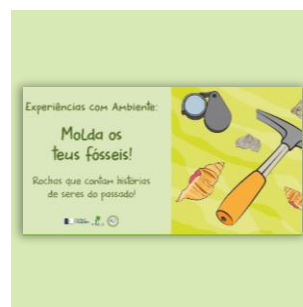 Experiências com Ambiente:
Molda os
teus fósseis!
Rochas que contam histórias
de seres do passado!